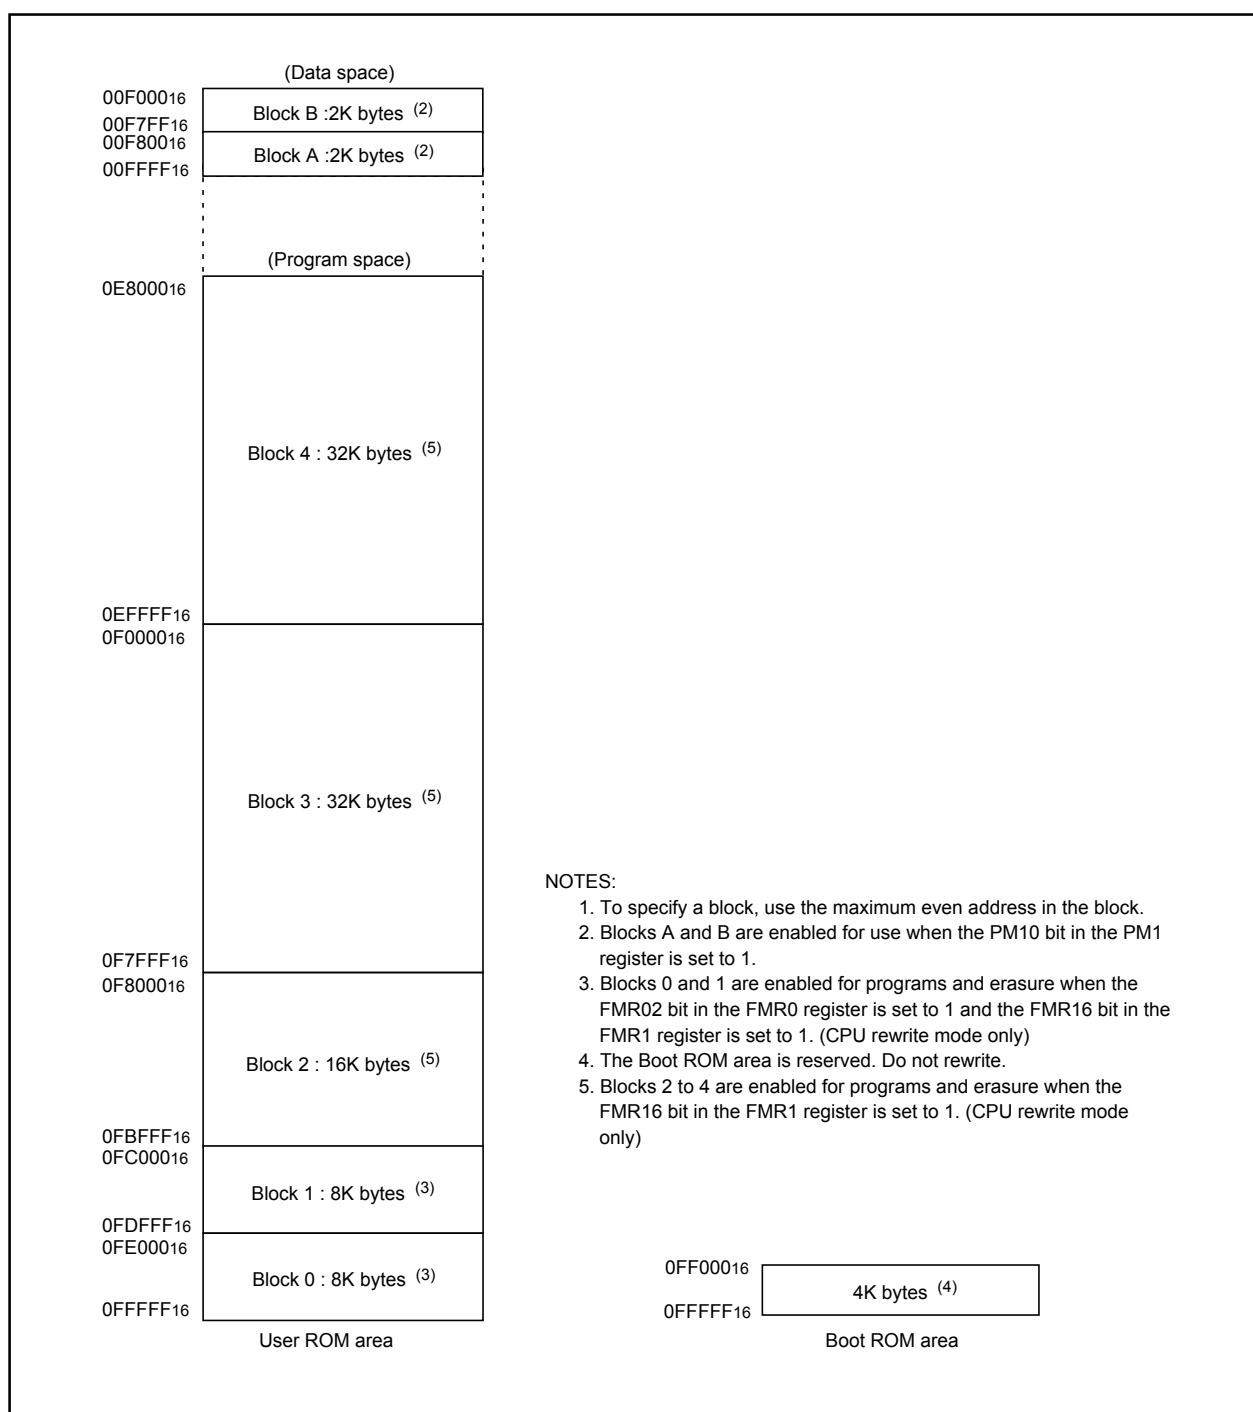 (Data space)
00F00016
Block B :2K bytes (2)
00F7FF16
00F80016
Block A :2K bytes (2)
00FFFF16
(Program space)
0E800016
Block 4 : 32K bytes (5)
0EFFFF16
0F000016
Block 3 : 32K bytes (5)
0F7FFF16
0F800016
Block 2 : 16K bytes (5)
0FBFFF16
0FC00016
Block 1 : 8K bytes (3)
0FDFFF16
0FE00016
Block 0 : 8K bytes (3)
0FFFFF16
User ROM area
NOTES:
1. To specify a block, use the maximum even address in the block.
2. Blocks A and B are enabled for use when the PM10 bit in the PM1
register is set to 1.
3. Blocks 0 and 1 are enabled for programs and erasure when the
FMR02 bit in the FMR0 register is set to 1 and the FMR16 bit in the
FMR1 register is set to 1. (CPU rewrite mode only)
4. The Boot ROM area is reserved. Do not rewrite.
5. Blocks 2 to 4 are enabled for programs and erasure when the
FMR16 bit in the FMR1 register is set to 1. (CPU rewrite mode
only)
0FF00016
4K bytes (4)
0FFFFF16
Boot ROM area